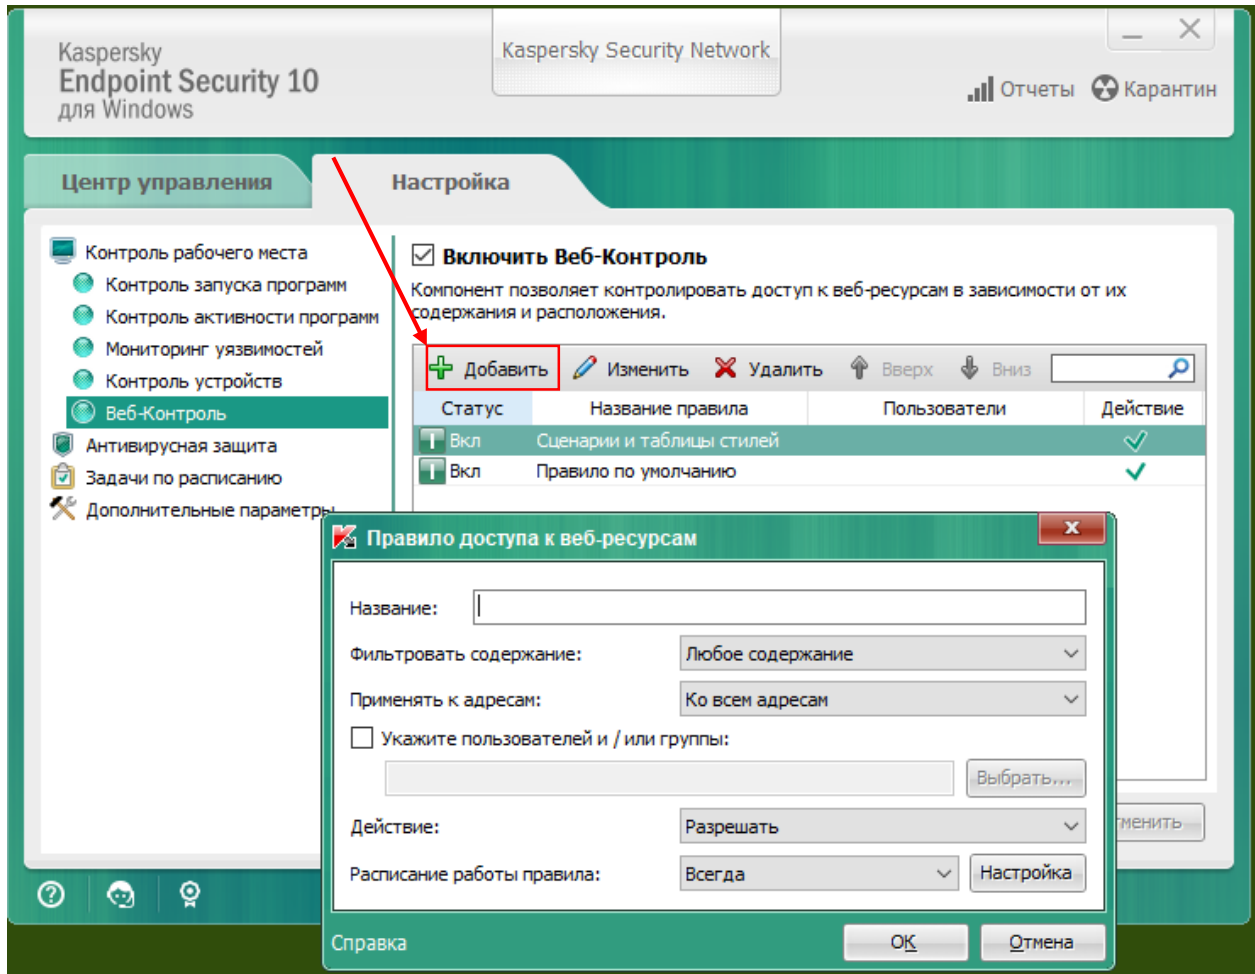 Kaspersky
Endpoint Security 10
для Windows
Kaspersky Security Network
Отчеты
Карантин
Центр управления
Настройка
Контроль рабочего места
Контроль запуска программ
Контроль активности программ
Мониторинг уязвимостей
Контроль устройств
Веб-Контроль
Антивирусная защита
Задачи по расписанию
Дополнительные параметры
Включить Веб-Контроль
Компонент позволяет контролировать доступ к веб-ресурсам в зависимости от их
содержания и расположения.
Добавить Изменить Удалить Вверх Вниз
Статус Название правила Пользователи Действие
Вкл Сценарии и таблицы стилей
Вкл Правило по умолчанию
Правило доступа к веб-ресурсам
Название:
Фильтровать содержание: Любое содержание
Применять к адресам: Ко всем адресам
Укажите пользователей и / или группы:
Выбрать...
Действие: Разрешать
Расписание работы правила: Всегда Настройка
Справка ОК Отмена